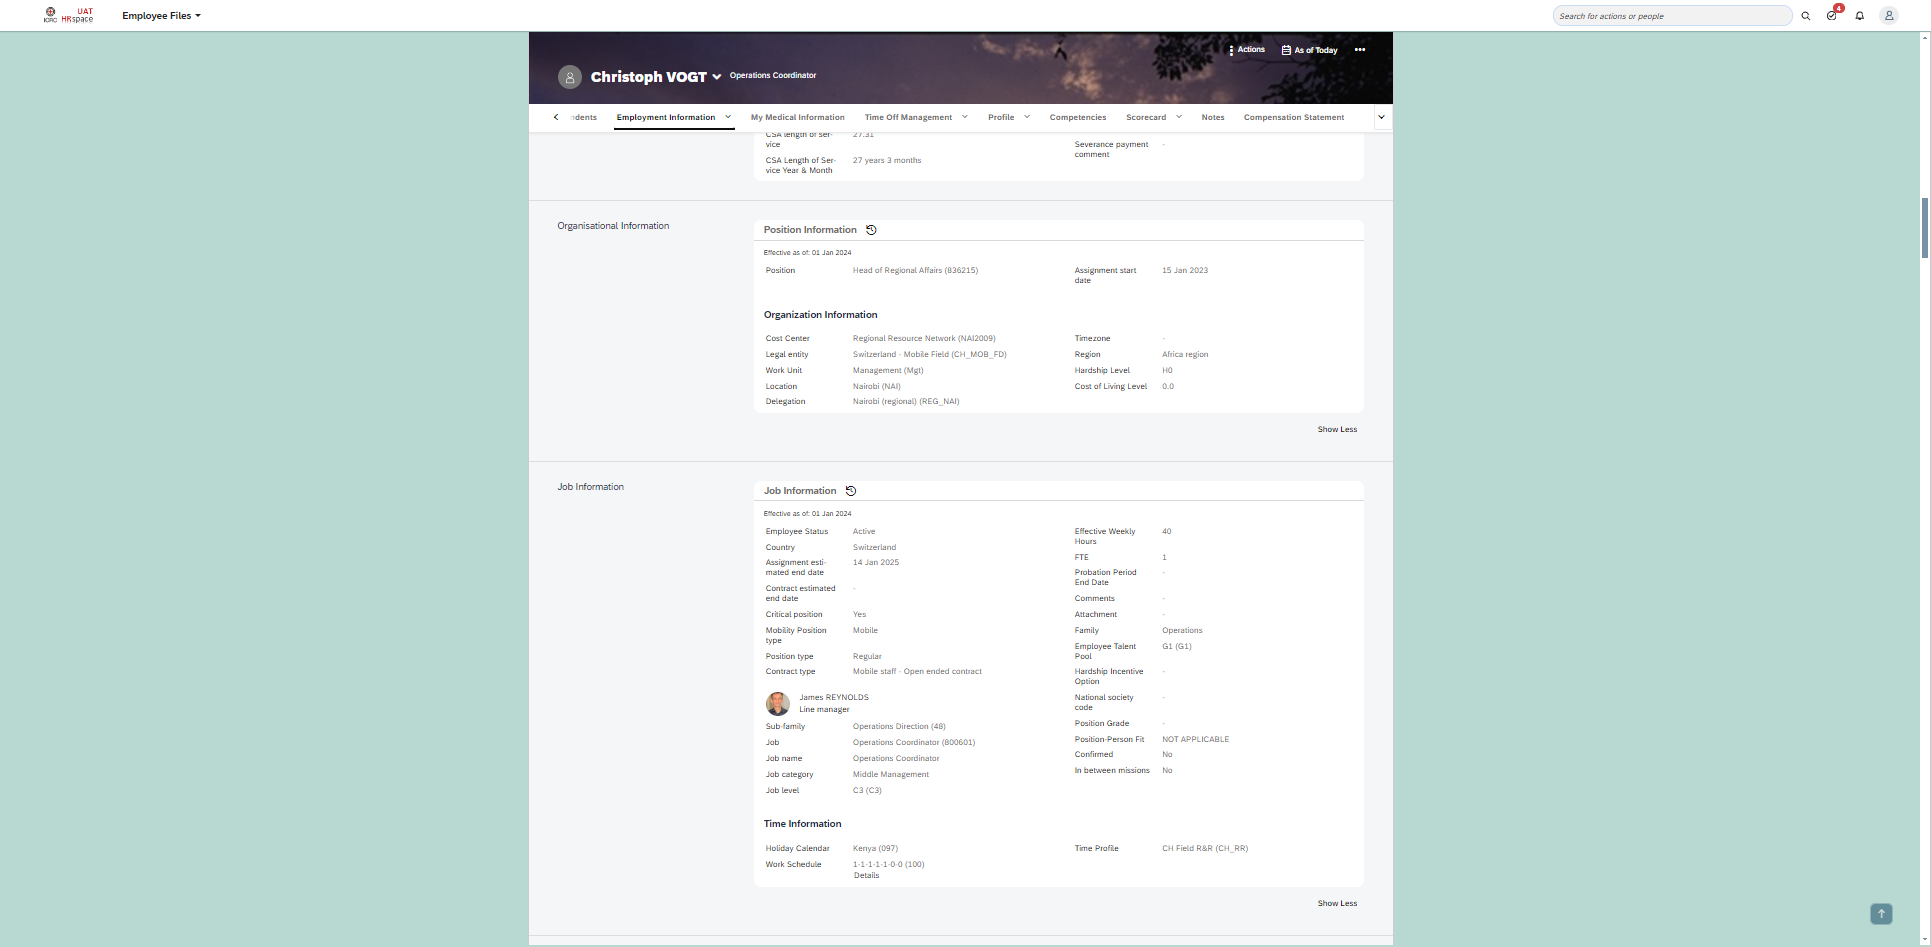 UAT
ICRC HRspace
Employee Files
Search for actions or people
4
Actions
As of Today
Christoph VOGT
Operations Coordinator
ndents
Employment Information
My Medical Information
Time Off Management
Profile
Competencies
Scorecard
Notes
Compensation Statement
CSA length of ser-
vice
27.31
CSA Length of Ser-
vice Year & Month
27 years 3 months
Severance payment
comment
-
Organisational Information
Position Information
Effective as of: 01 Jan 2024
Position
Head of Regional Affairs (836215)
Assignment start
date
15 Jan 2023
Organization Information
Cost Center
Regional Resource Network (NAI2009)
Legal entity
Switzerland - Mobile Field (CH_MOB_FD)
Work Unit
Management (Mgt)
Location
Nairobi (NAI)
Delegation
Nairobi (regional) (REG_NAI)
Timezone
-
Region
Africa region
Hardship Level
H0
Cost of Living Level
0.0
Show Less
Job Information
Job Information
Effective as of: 01 Jan 2024
Employee Status
Active
Country
Switzerland
Assignment esti-
mated end date
14 Jan 2025
Contract estimated
end date
-
Critical position
Yes
Mobility Position
type
Mobile
Position type
Regular
Contract type
Mobile staff - Open ended contract
James REYNOLDS
Line manager
Sub-family
Operations Direction (48)
Job
Operations Coordinator (800601)
Job name
Operations Coordinator
Job category
Middle Management
Job level
C3 (C3)
Effective Weekly
Hours
40
FTE
1
Probation Period
End Date
-
Comments
-
Attachment
-
Family
Operations
Employee Talent
Pool
G1 (G1)
Hardship Incentive
Option
-
National society
code
-
Position Grade
-
Position-Person Fit
NOT APPLICABLE
Confirmed
No
In between missions
No
Time Information
Holiday Calendar
Kenya (097)
Work Schedule
1-1-1-1-1-0-0 (100)
Details
Time Profile
CH Field R&R (CH_RR)
Show Less